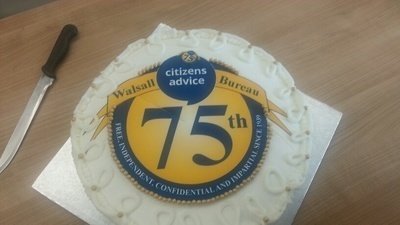 citizens
advice
Walsall Bureau
75th
FREE, INDEPENDENT, CONFIDENTIAL AND IMPARTIAL SINCE 1939